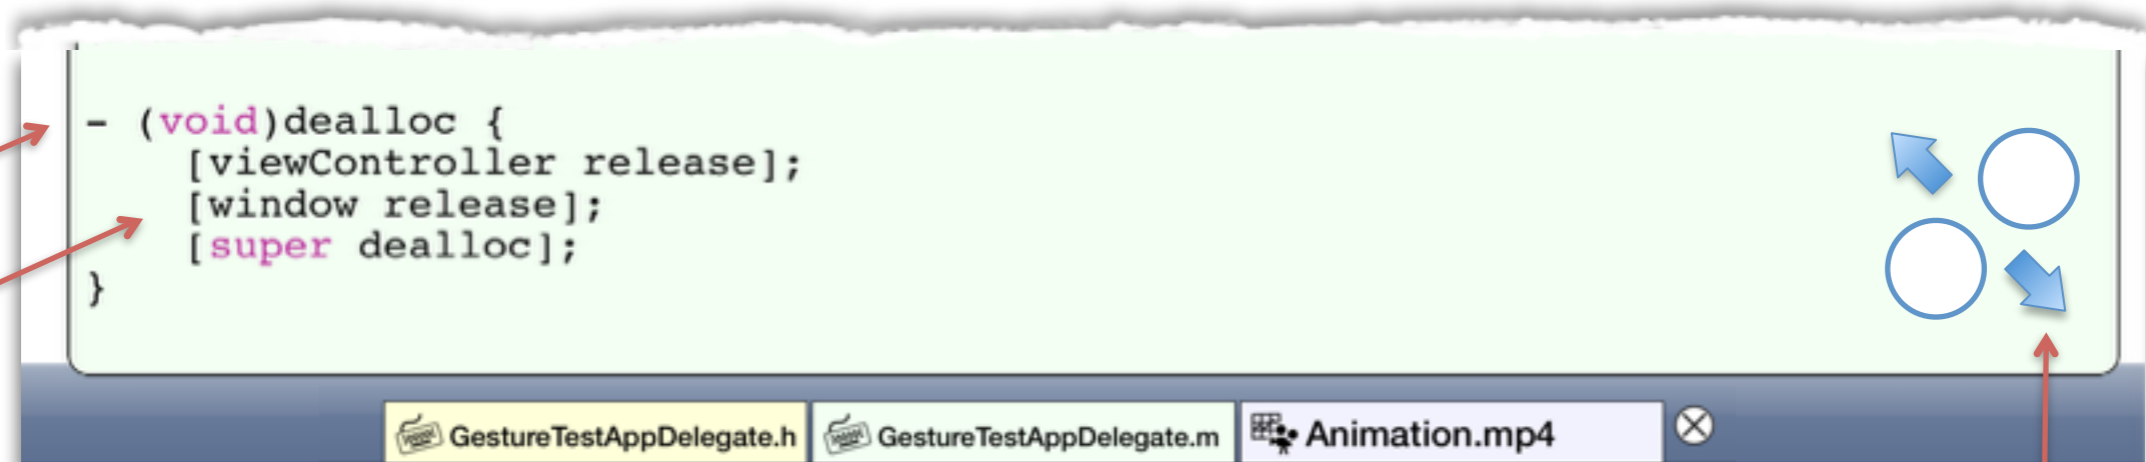 - (void)dealloc {
    [viewController release];
    [window release];
    [super dealloc];
}
GestureTestAppDelegate.h GestureTestAppDelegate.m Animation.mp4